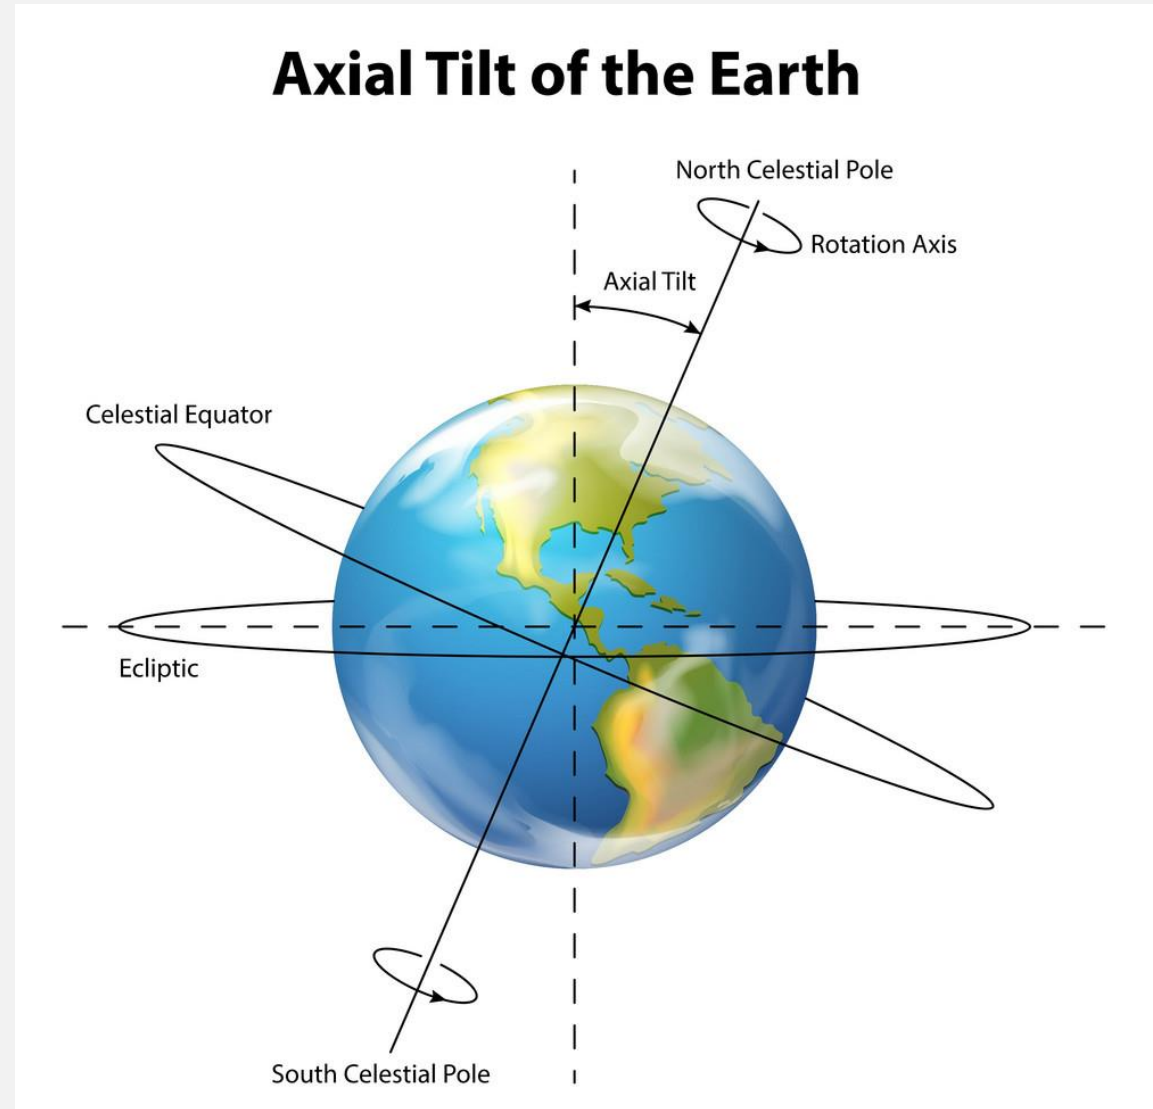 Axial Tilt of the Earth
North Celestial Pole
Rotation Axis
Axial Tilt
Celestial Equator
Ecliptic
South Celestial Pole